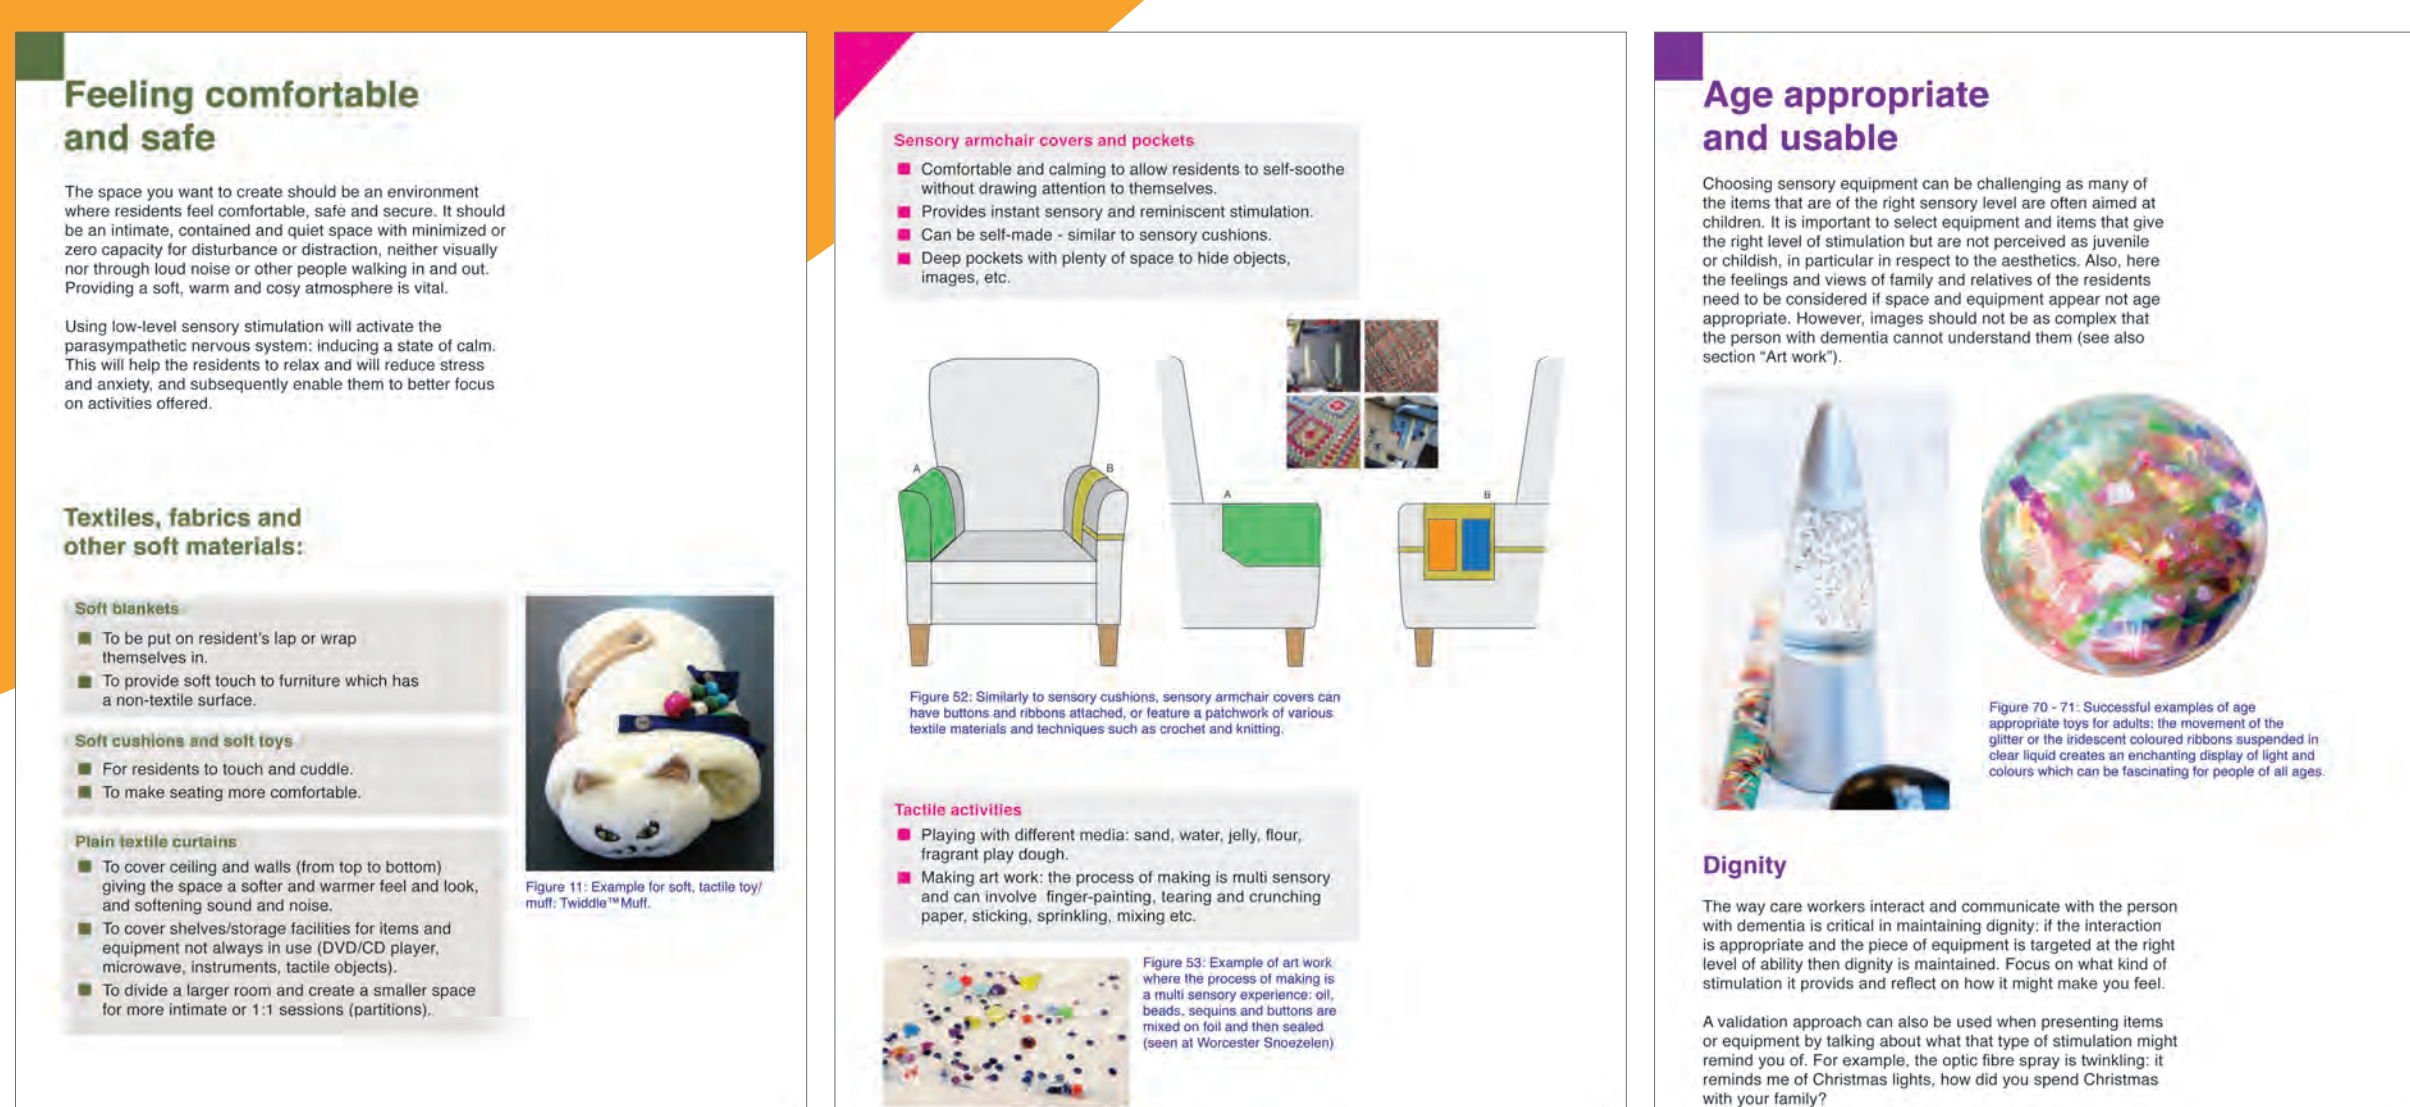 Feeling comfortable
and safe
The space you want to create should be an environment
where residents feel comfortable, safe and secure. It should
be an intimate, contained and quiet space with minimized or
zero capacity for disturbance or distraction, neither visually
nor through loud noise or other people walking in and out.
Providing a soft, warm and cosy atmosphere is vital.
Using low-level sensory stimulation will activate the
parasympathetic nervous system: inducing a state of calm.
This will help the residents to relax and will reduce stress
and anxiety, and subsequently enable them to better focus
on activities offered.
Textiles, fabrics and
other soft materials:
Soft blankets
To be put on resident's lap or wrap
themselves in.
To provide soft touch to furniture which has
a non-textile surface.
Soft cushions and soft toys
For residents to touch and cuddle.
To make seating more comfortable.
Plain textile curtains
To cover ceiling and walls (from top to bottom)
giving the space a softer and warmer feel and look,
and softening sound and noise.
To cover shelves/storage facilities for items and
equipment not always in use (DVD/CD player,
microwave, instruments, tactile objects).
To divide a larger room and create a smaller space
for more intimate or 1:1 sessions (partitions).
Figure 11: Example for soft, tactile toy/
muff: Twiddle™Muff.
Sensory armchair covers and pockets
Comfortable and calming to allow residents to self-soothe
without drawing attention to themselves.
Provides instant sensory and reminiscent stimulation.
Can be self-made - similar to sensory cushions.
Deep pockets with plenty of space to hide objects,
images, etc.
A
B
A
B
Figure 52: Similarly to sensory cushions, sensory armchair covers can
have buttons and ribbons attached, or feature a patchwork of various
textile materials and techniques such as crochet and knitting.
Tactile activities
Playing with different media: sand, water, jelly, flour,
fragrant play dough.
Making art work: the process of making is multi sensory
and can involve finger-painting, tearing and crunching
paper, sticking, sprinkling, mixing etc.
Figure 53: Example of art work
where the process of making is
a multi sensory experience: oil,
beads, sequins and buttons are
mixed on foil and then sealed
(seen at Worcester Snoezelen)
Age appropriate
and usable
Choosing sensory equipment can be challenging as many of
the items that are of the right sensory level are often aimed at
children. It is important to select equipment and items that give
the right level of stimulation but are not perceived as juvenile
or childish, in particular in respect to the aesthetics. Also, here
the feelings and views of family and relatives of the residents
need to be considered if space and equipment appear not age
appropriate. However, images should not be as complex that
the person with dementia cannot understand them (see also
section “Art work”).
Figure 70 - 71: Successful examples of age
appropriate toys for adults: the movement of the
glitter or the iridescent coloured ribbons suspended in
clear liquid creates an enchanting display of light and
colours which can be fascinating for people of all ages.
Dignity
The way care workers interact and communicate with the person
with dementia is critical in maintaining dignity: if the interaction
is appropriate and the piece of equipment is targeted at the right
level of ability then dignity is maintained. Focus on what kind of
stimulation it provids and reflect on how it might make you feel.
A validation approach can also be used when presenting items
or equipment by talking about what that type of stimulation might
remind you of. For example, the optic fibre spray is twinkling: it
reminds me of Christmas lights, how did you spend Christmas
with your family?